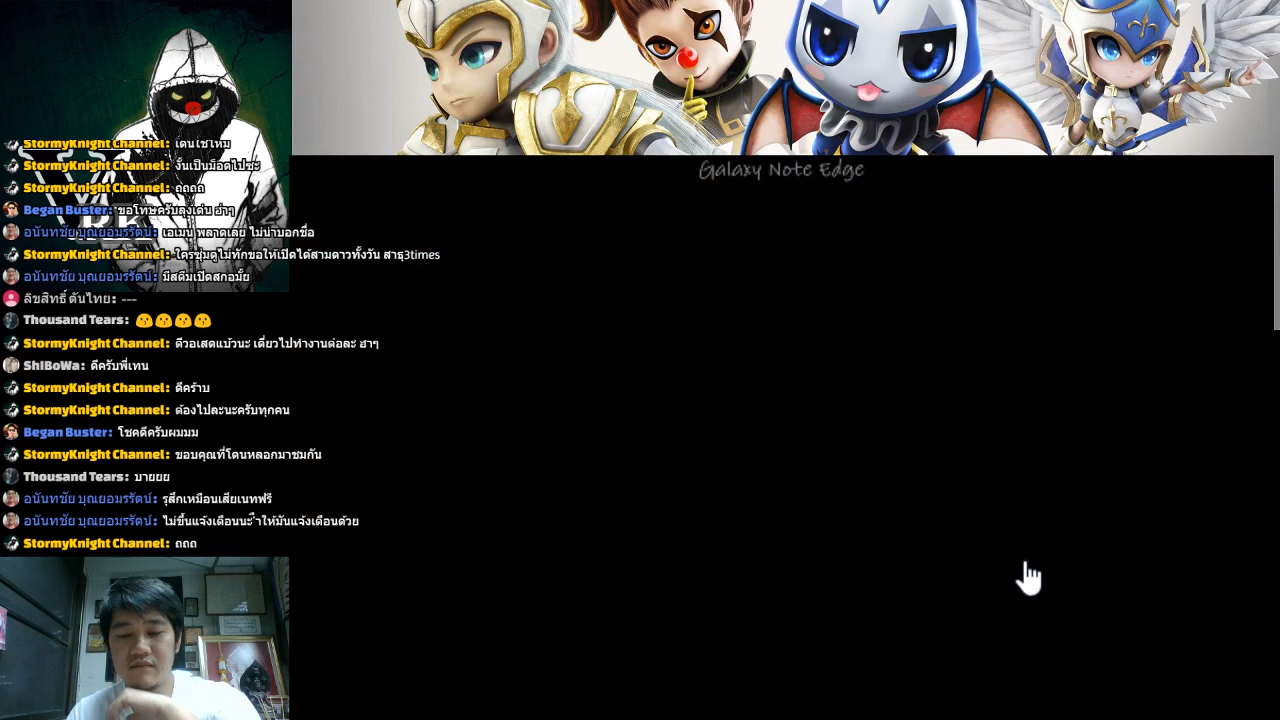 StormyKnight Channel: เดนเชไหม
StormyKnight Channel: งั้นเป็นม็อดไปซะ
StormyKnight Channel: ถถถถ
Began Buster: ขอโทษครับลุงเด่น ฮ่าๆ
อนันทชัย บุณยอมรรัตน์: เอเมน พลาดเลย ไม่น่าบอกชื่อ
StormyKnight Channel: ใครซุ่มดูไม่ทักขอให้เปิดได้สามดาวทั้งวัน สาธุ3times
อนันทชัย บุณยอมรรัตน์: มีสตีมเปิดสกอมั้ย
ลิขสิทธิ์ ตันไทย: ---
Thousand Tears:
StormyKnight Channel: ตีวอเสดแบ้วนะ เดี่ยวไปทำงานต่อละ ฮาๆ
ShIBoWa: ดีครับพี่เทน
StormyKnight Channel: ดีคร้าบ
StormyKnight Channel: ต้องไปละนะครับทุกคน
Began Buster: โชคดีครับผมมม
StormyKnight Channel: ขอบคุณที่โดนหลอกมาชมกัน
Thousand Tears: บายยย
อนันทชัย บุณยอมรรัตน์: รุสึกเหมือนเสียเนทฟรี
อนันทชัย บุณยอมรรัตน์: ไม่ขึ้นแจ้งเตือนนะ ให้มันแจ้งเตือนด้วย
StormyKnight Channel: ถถถ
Galaxy Note Edge